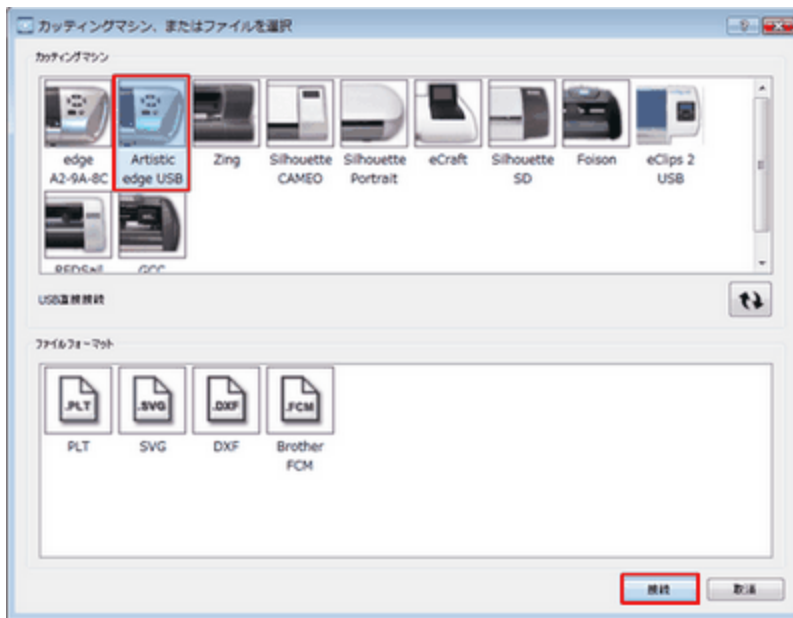 カッティングマシン、またはファイルを選択
カッティングマシン
edge
A2-9A-8C
Artistic
edge USB
Zing
Silhouette
CAMEO
Silhouette
Portrait
eCraft
Silhouette
SD
Foison
eClips 2
USB
REDSail
GCC
USB直接接続
ファイルフォーマット
.PLT
.SVG
.DXF
.FCM
PLT
SVG
DXF
Brother
FCM
接続
取消